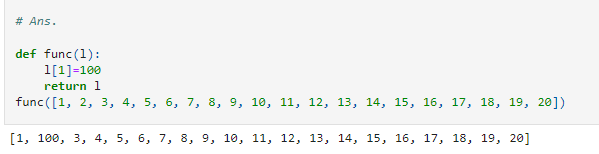 # Ans.
def func(l):
    l[1]=100
    return l
func([1, 2, 3, 4, 5, 6, 7, 8, 9, 10, 11, 12, 13, 14, 15, 16, 17, 18, 19, 20])
[1, 100, 3, 4, 5, 6, 7, 8, 9, 10, 11, 12, 13, 14, 15, 16, 17, 18, 19, 20]